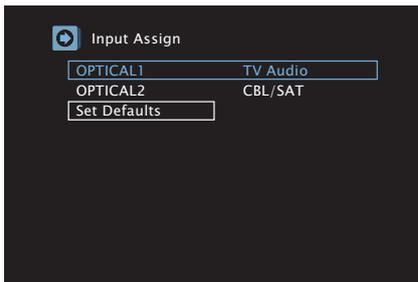 Input Assign
OPTICAL1 TV Audio
OPTICAL2 CBL/SAT
Set Defaults